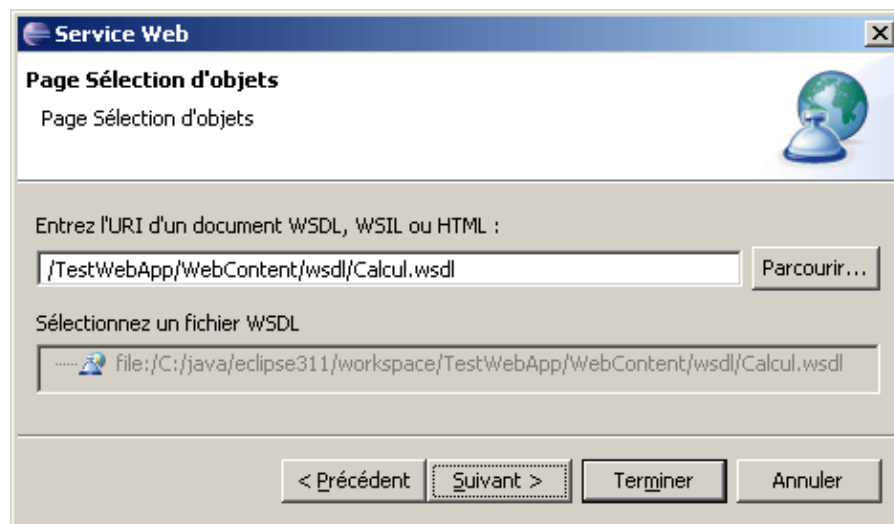 Service Web
Page Sélection d'objets
Page Sélection d'objets
Entrez l'URI d'un document WSDL, WSIL ou HTML :
/TestWebApp/WebContent/wsdl/Calcul.wsdl Parcourir...
Sélectionnez un fichier WSDL
file:/C:/java/eclipse311/workspace/TestWebApp/WebContent/wsdl/Calcul.wsdl
< Précédent Suivant > Terminer Annuler